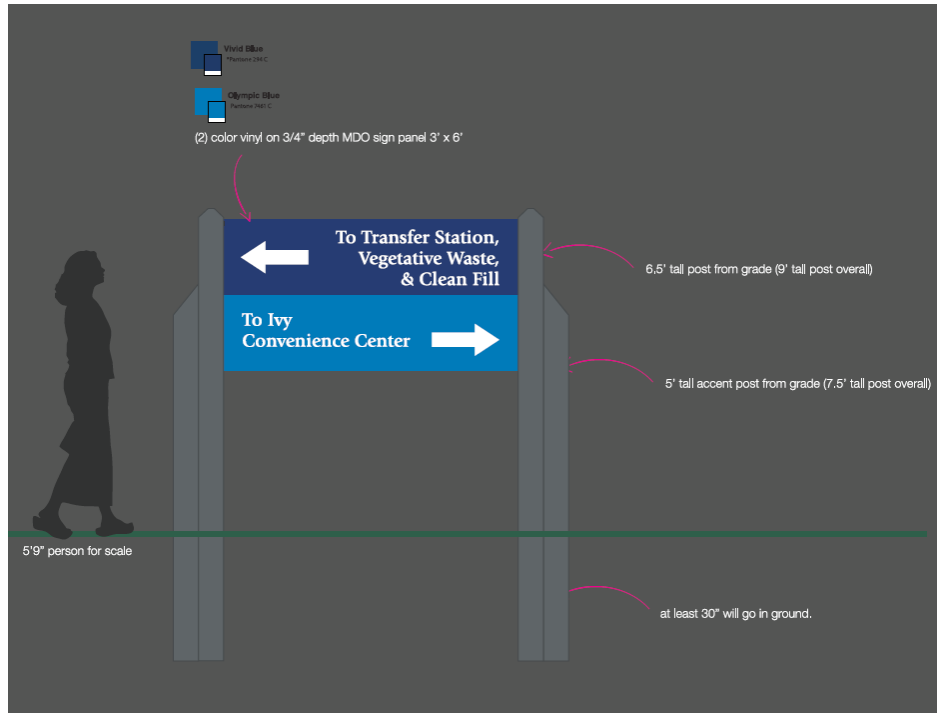 Vivid Blue
Olympic Blue
Pantone 7461 C
(2) color vinyl on 3/4” depth MDO sign panel 3’ x 6’
To Transfer Station,
Vegetative Waste,
& Clean Fill
To Ivy
Convenience Center
6.5’ tall post from grade (9’ tall post overall)
5’ tall accent post from grade (7.5’ tall post overall)
5’9” person for scale
at least 30” will go in ground.